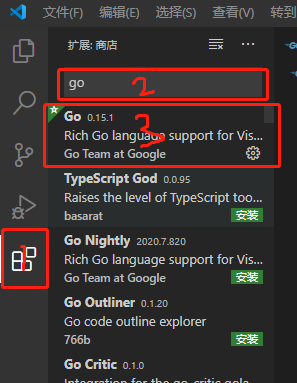 文件(F) 编辑(E) 选择(S) 查看(V) 转到
扩展: 商店
go
2
Go 0.15.1
Rich Go language support for Vis...
Go Team at Google
3
TypeScript God 0.0.95
Raises the level of TypeScript too...
basarat 安装
1
Go Nightly 2020.7.820
Rich Go language support for Vis...
Go Team at Google 安装
Go Outliner 0.1.20
Go code outline explorer
766b 安装
Go Critic 0.1.0
Integration for the go-critic gola...